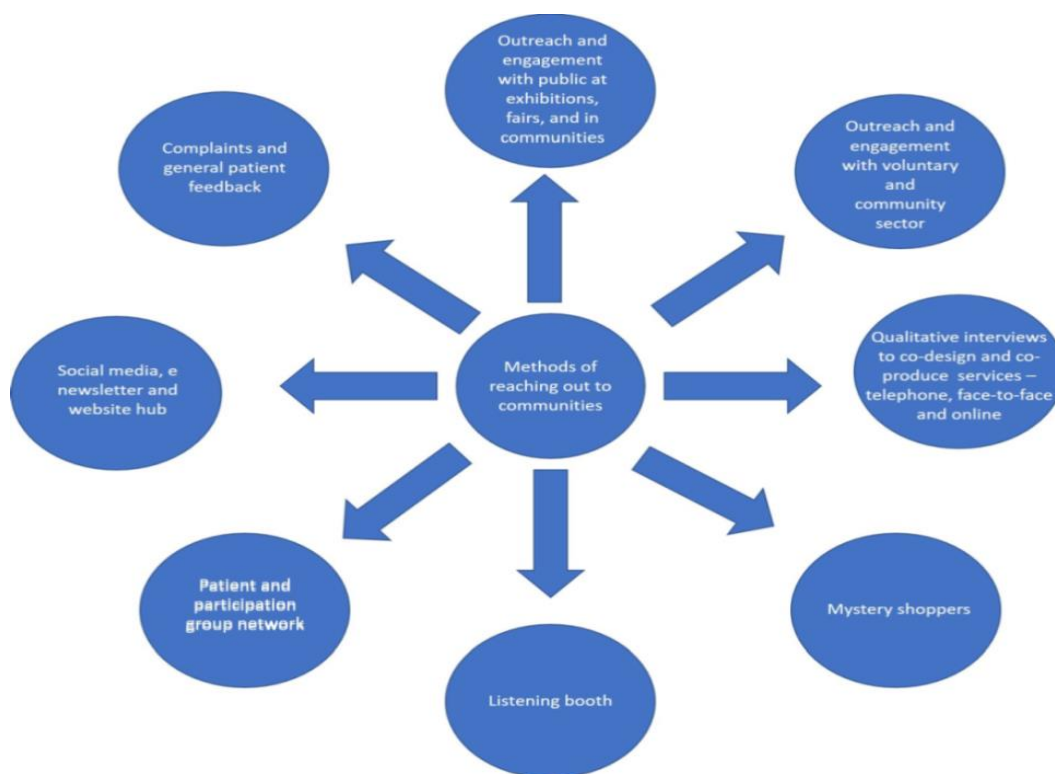 Outreach and
engagement
with public at
exhibitions,
fairs, and in
communities
Outreach and
engagement
with voluntary
and
community
sector
Qualitative interviews
to co-design and co-
produce services –
telephone, face-to-face
and online
Mystery shoppers
Listening booth
Patient and
participation
group network
Social media, e
newsletter and
website hub
Complaints and
general patient
feedback
Methods of
reaching out to
communities